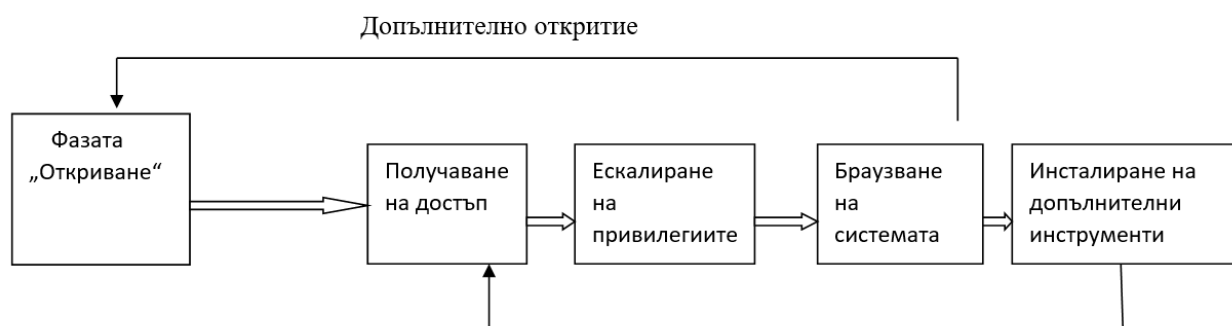 Допълнително откритие
Фазата
„Откриване“
Получаване
на достъп
Ескалиране
на
привилегиите
Браузване
на
системата
Инсталиране на
допълнителни
инструменти